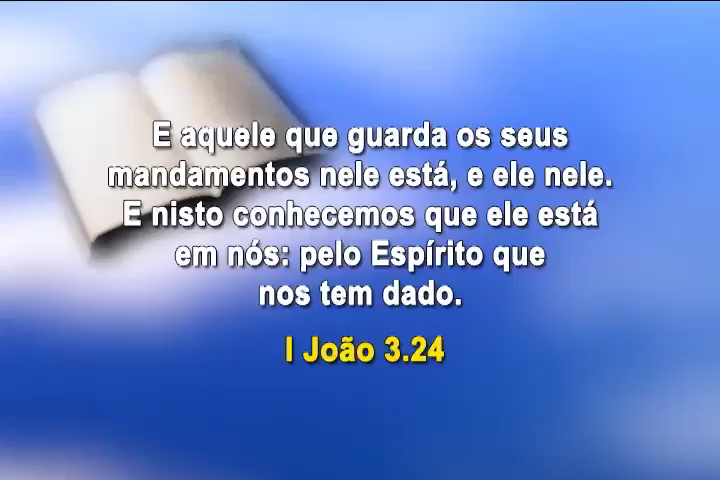 E aquele que guarda os seus
mandamentos nele está, e ele nele.
E nisto conhecemos que ele está
em nós: pelo Espírito que
nos tem dado.
I João 3.24